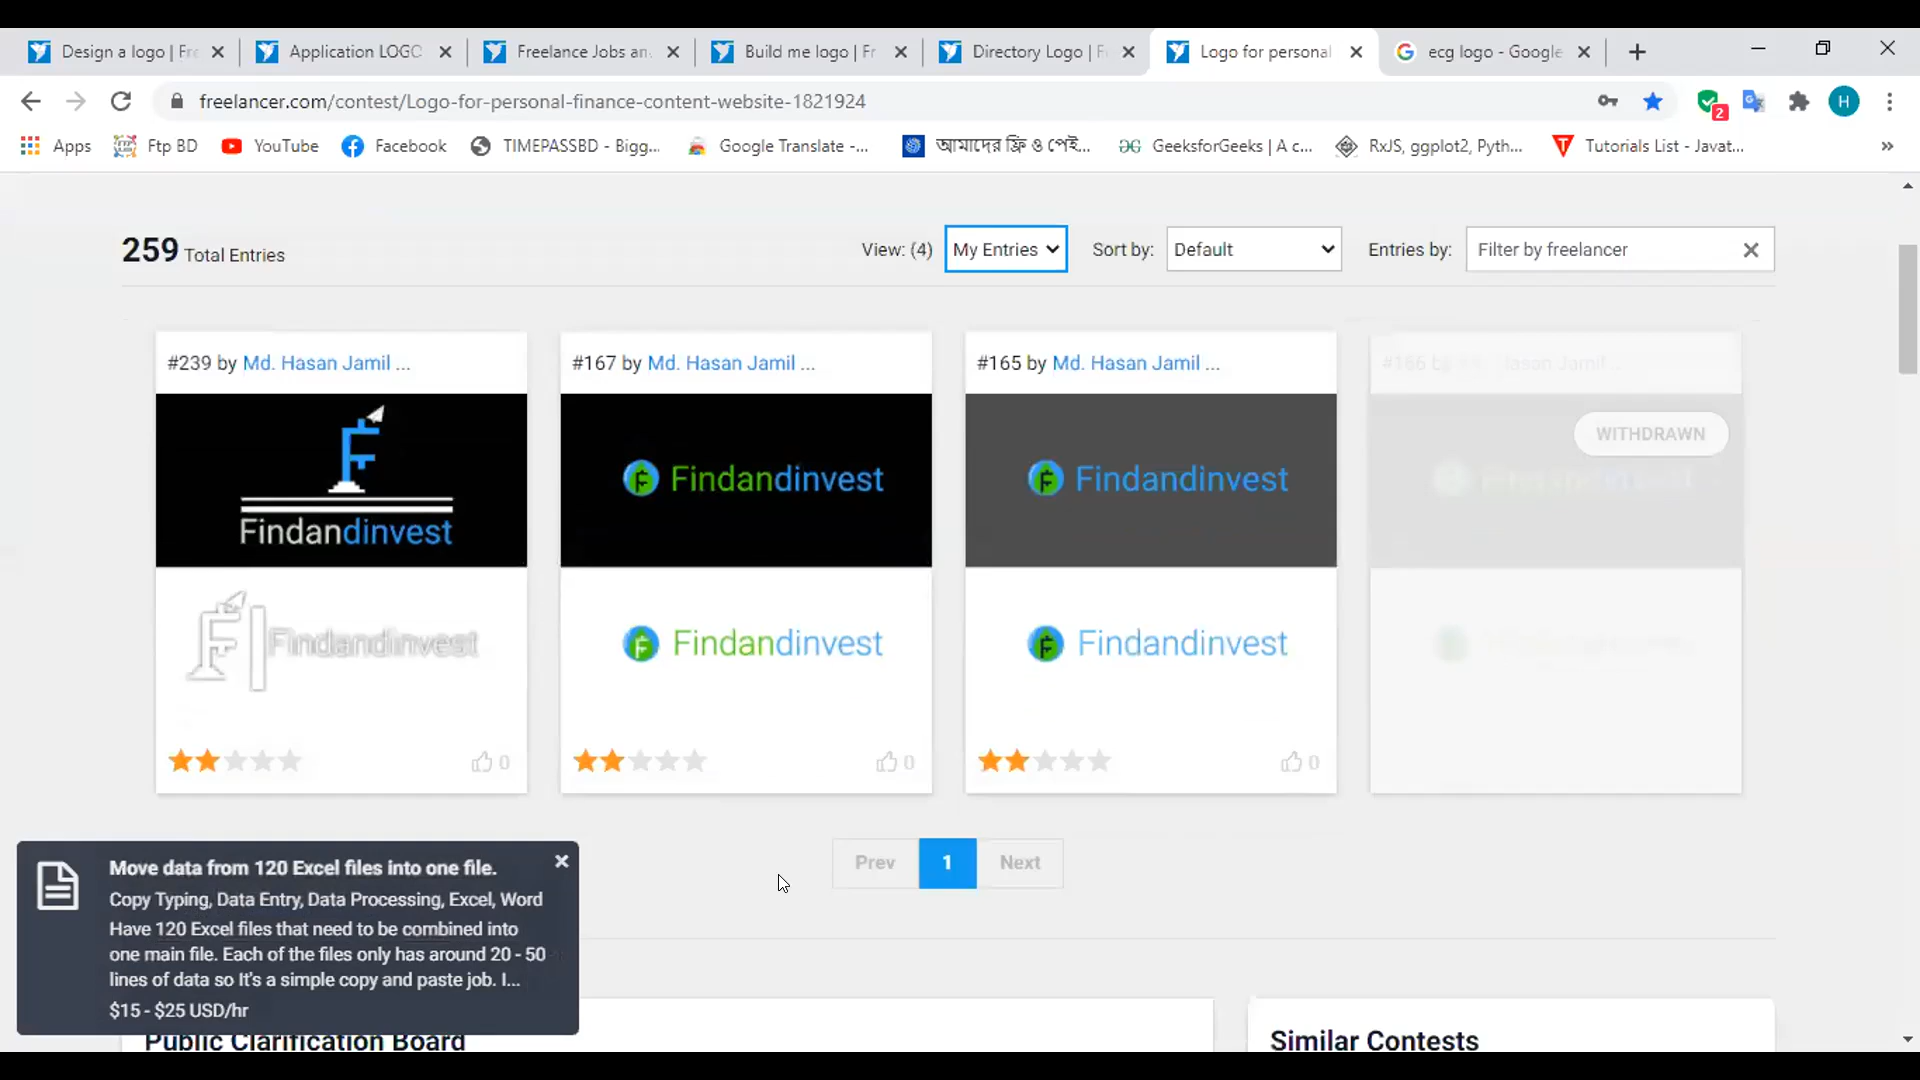 Design a logo | Fre
Application LOGO
Freelance Jobs an
Build me logo | Fr
Directory Logo | F
Logo for personal
ecg logo - Google
freelancer.com/contest/Logo-for-personal-finance-content-website-1821924
2
H
Apps
Ftp BD
YouTube
Facebook
TIMEPASSBD - Bigg...
Google Translate -...
আমাদের ফ্রি ও পেই...
GeeksforGeeks | A c...
RxJS, ggplot2, Pyth...
Tutorials List - Javat...
259 Total Entries
View: (4)
My Entries
Sort by:
Default
Entries by:
Filter by freelancer
#239 by Md. Hasan Jamil ...
#167 by Md. Hasan Jamil ...
#165 by Md. Hasan Jamil ...
WITHDRAWN
Findandinvest
Findandinvest
Findandinvest
Findandinvest
Findandinvest
Findandinvest
0
0
0
Prev
1
Next
Move data from 120 Excel files into one file.
Copy Typing, Data Entry, Data Processing, Excel, Word
Have 120 Excel files that need to be combined into
one main file. Each of the files only has around 20 - 50
lines of data so It's a simple copy and paste job. I...
$15 - $25 USD/hr
Public Clarification Board
Similar Contests